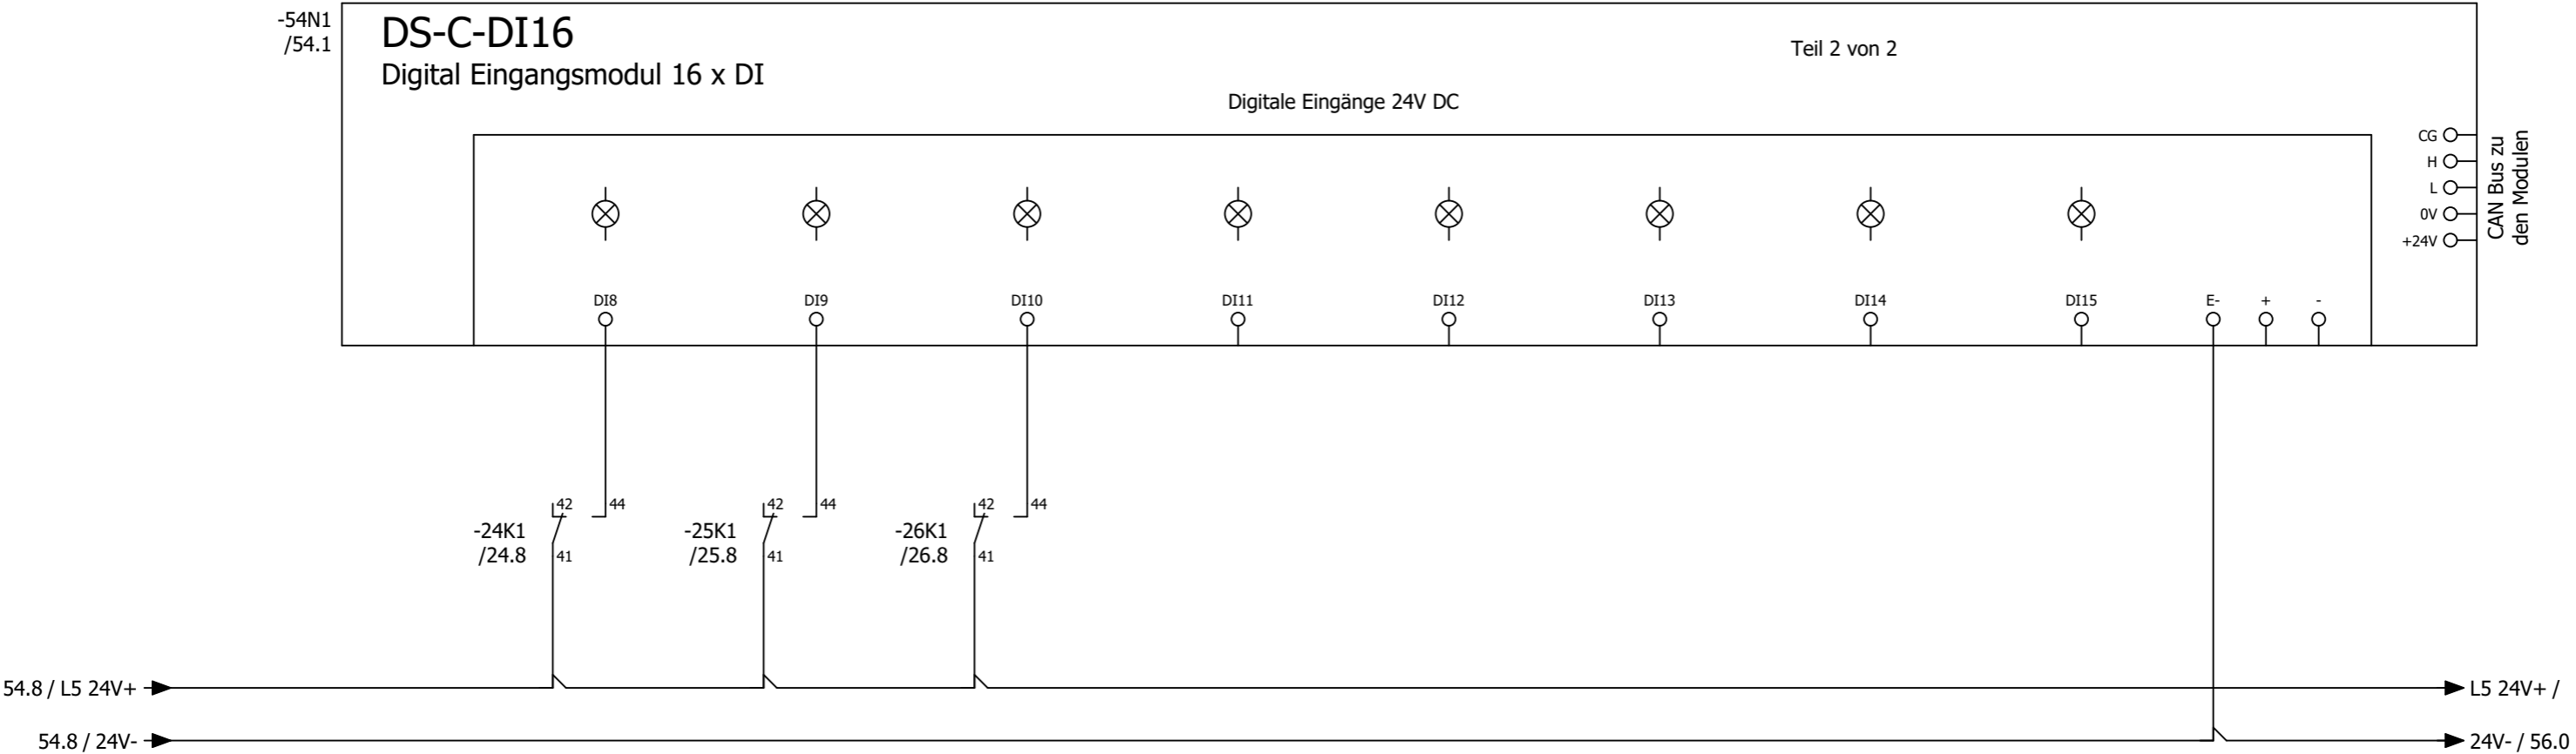 -54N1
/54.1
DS-C-DI16
Digital Eingangsmodul 16 x DI
Teil 2 von 2
Digitale Eingänge 24V DC
CG
H
L
0V
+24V
CAN Bus zu
den Modulen
DI8 DI9 DI10 DI11 DI12 DI13 DI14 DI15 E- + -
42 44 42 44 42 44
-24K1 -25K1 -26K1
/24.8 41 /25.8 41 /26.8 41
54.8 / L5 24V+ L5 24V+ /
54.8 / 24V- 24V- / 56.0